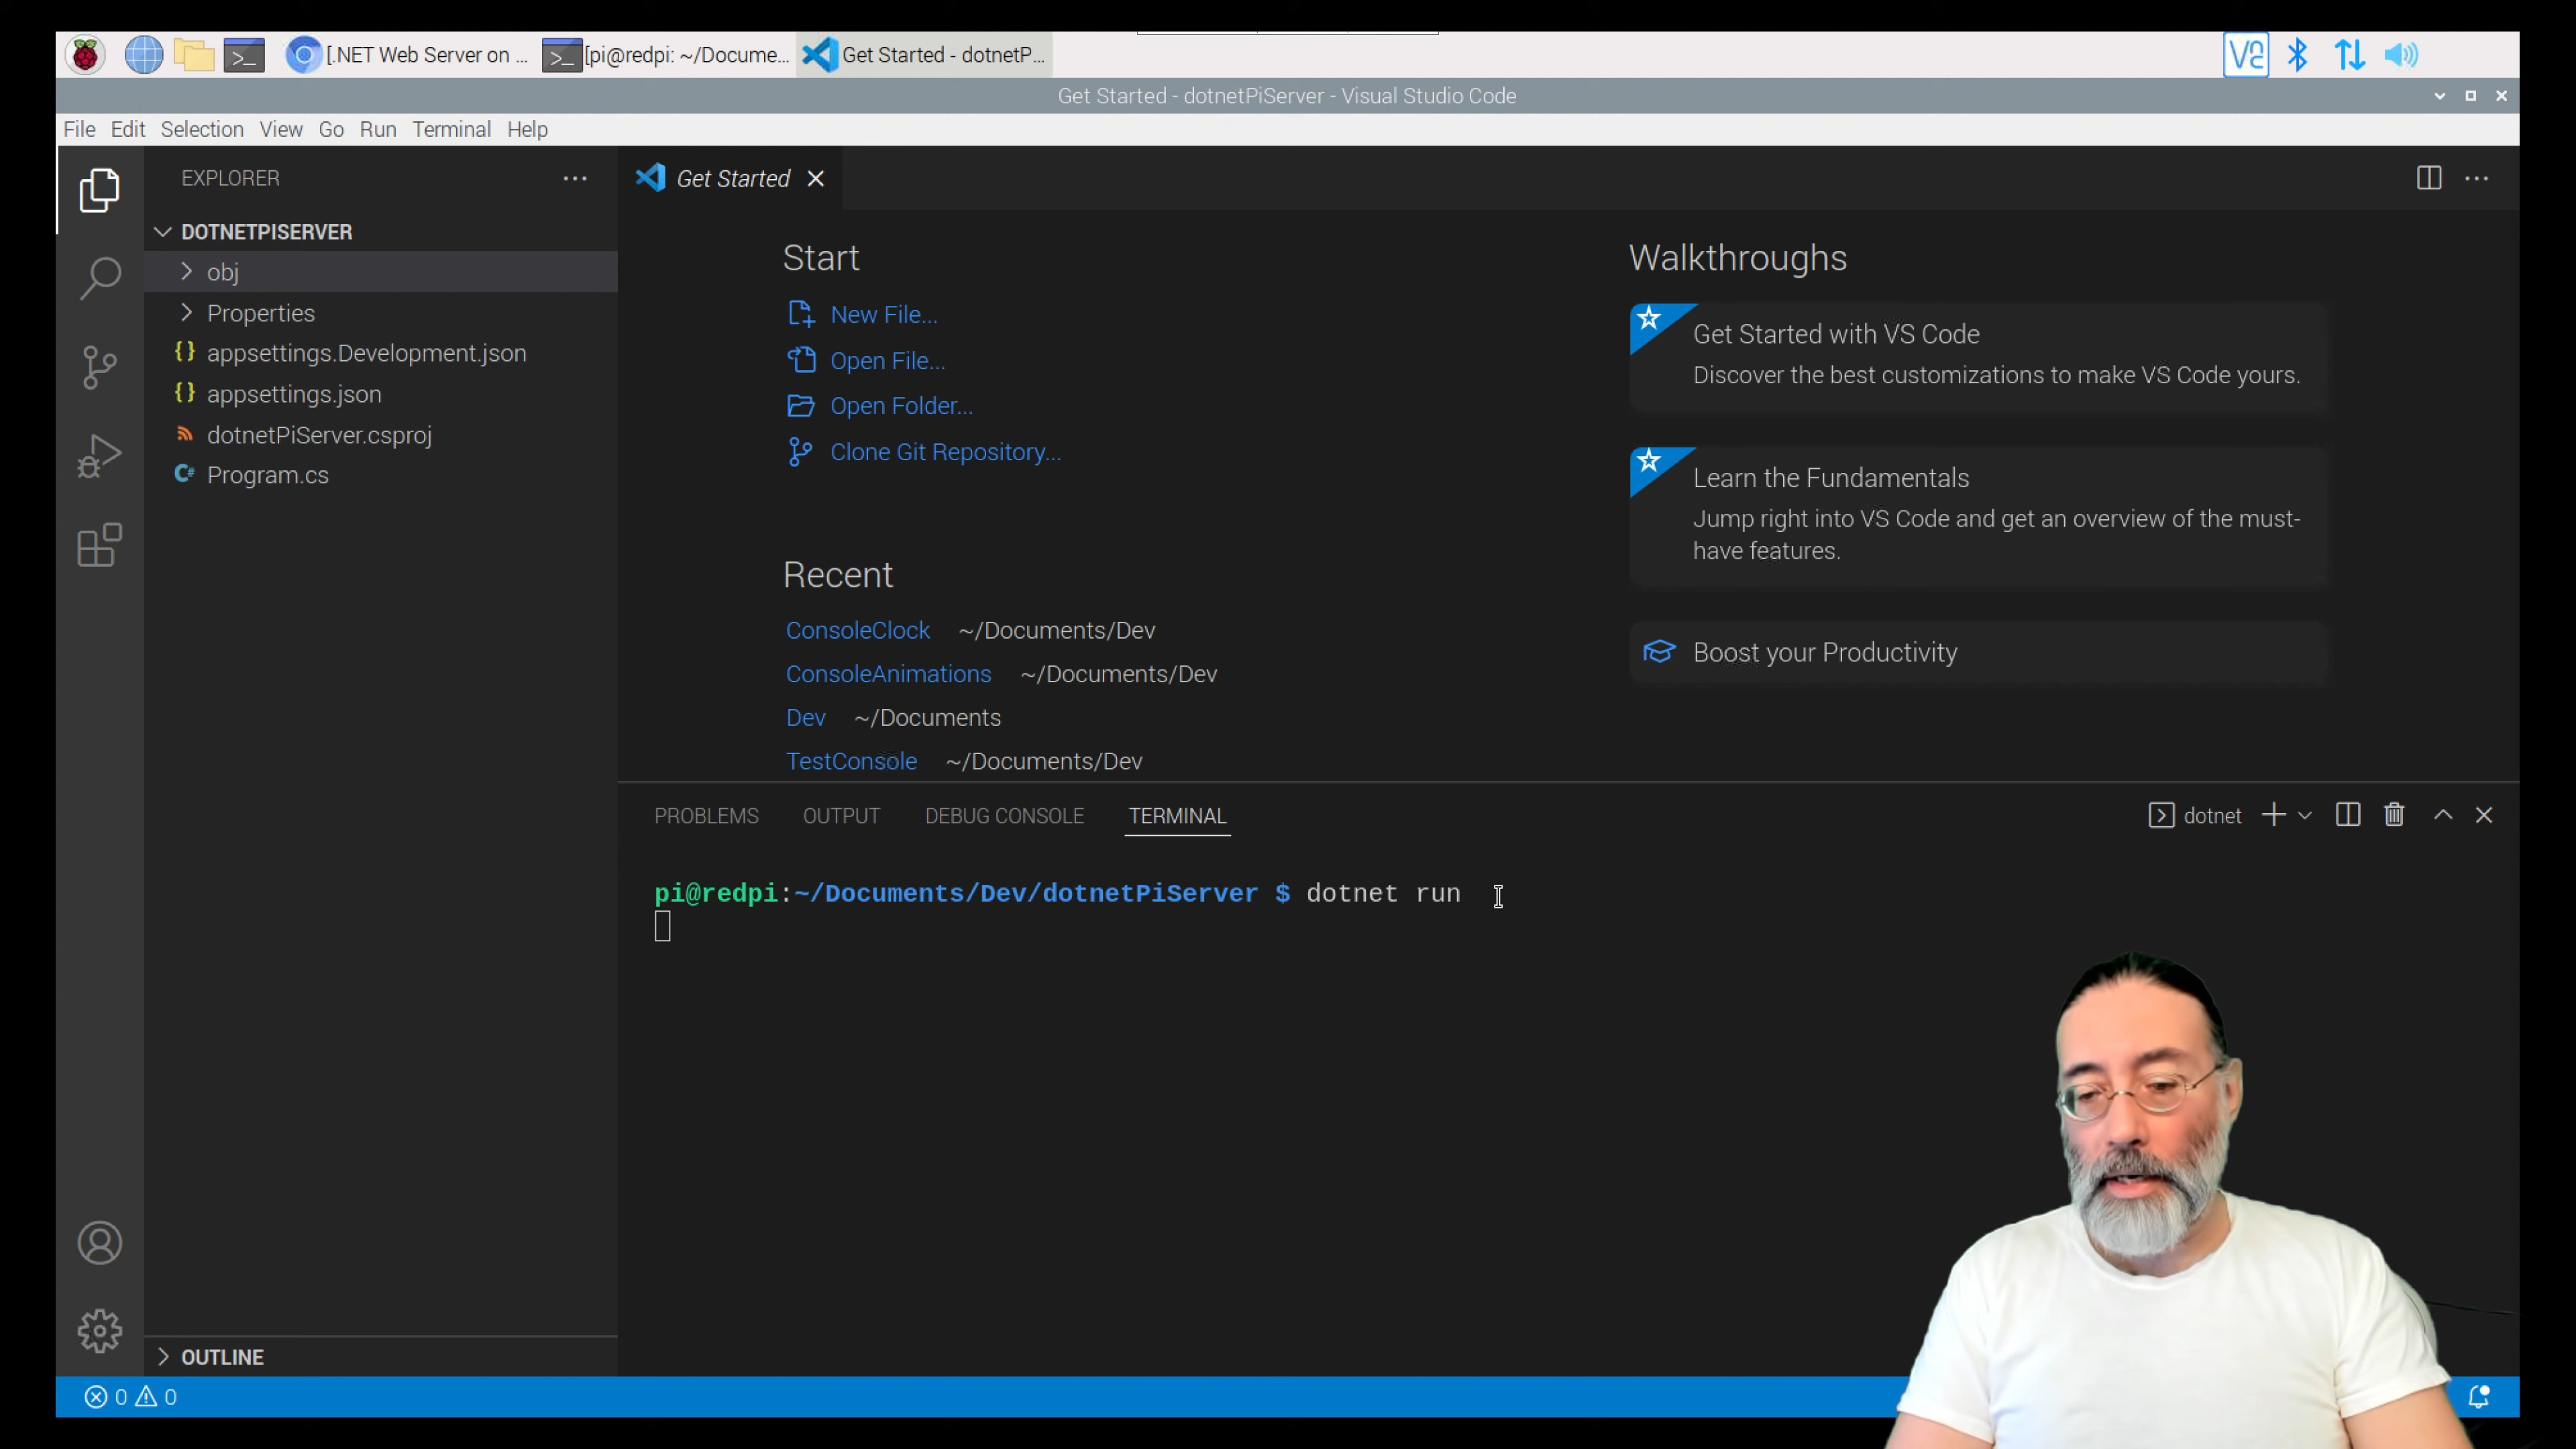 [.NET Web Server on ...
[pi@redpi: ~/Docume...
Get Started - dotnetP...
Get Started - dotnetPiServer - Visual Studio Code
File Edit Selection View Go Run Terminal Help
EXPLORER
DOTNETPISERVER
obj
Properties
appsettings.Development.json
appsettings.json
dotnetPiServer.csproj
Program.cs
OUTLINE
Get Started
Start
New File...
Open File...
Open Folder...
Clone Git Repository...
Recent
ConsoleClock ~/Documents/Dev
ConsoleAnimations ~/Documents/Dev
Dev ~/Documents
TestConsole ~/Documents/Dev
Walkthroughs
Get Started with VS Code
Discover the best customizations to make VS Code yours.
Learn the Fundamentals
Jump right into VS Code and get an overview of the must-
have features.
Boost your Productivity
PROBLEMS OUTPUT DEBUG CONSOLE TERMINAL
dotnet
pi@redpi:~/Documents/Dev/dotnetPiServer $ dotnet run
0 0